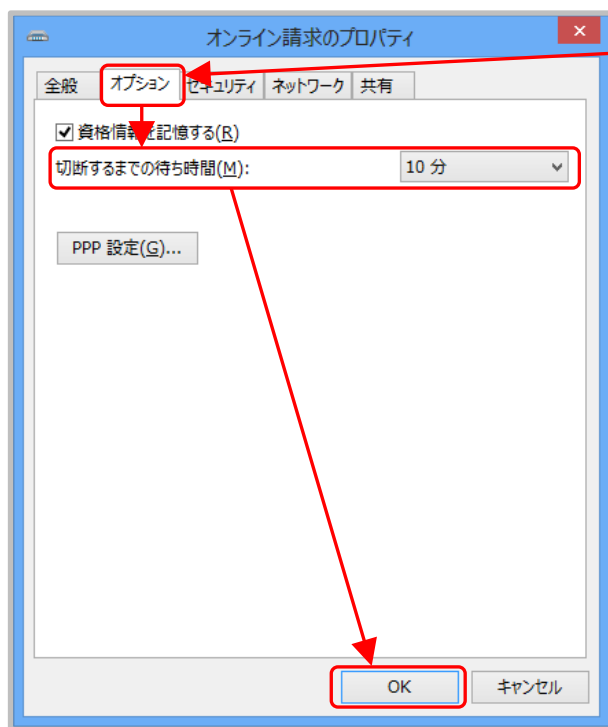 オンライン請求のプロパティ
全般 オプション セキュリティ ネットワーク 共有
資格情報を記憶する(R)
切断するまでの待ち時間(M): 10 分
PPP 設定(G)...
OK キャンセル